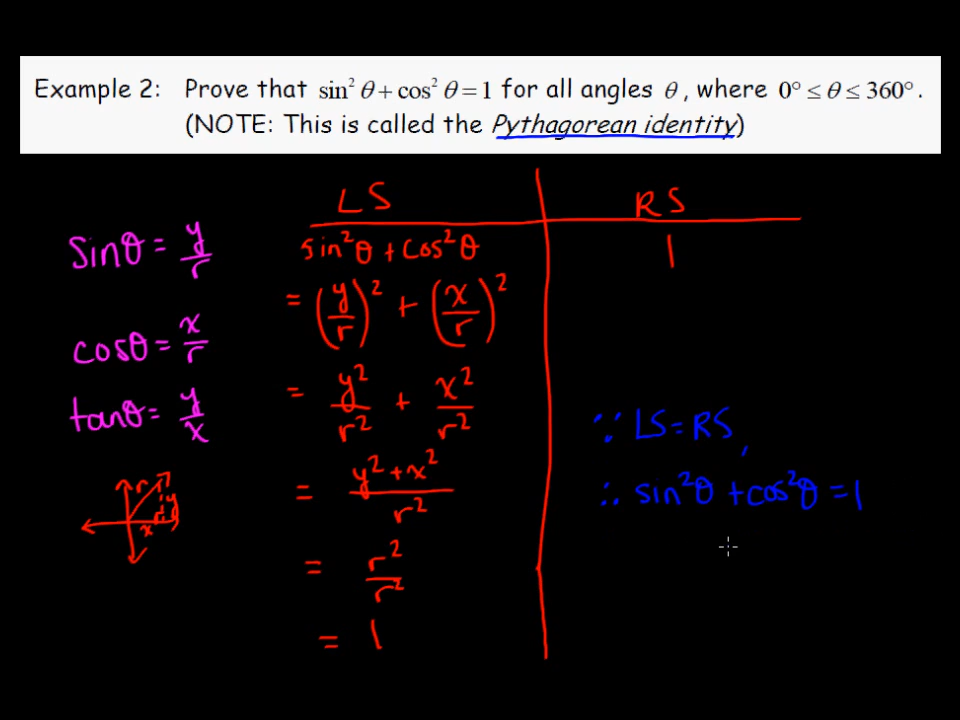 Example 2: Prove that sin² θ + cos² θ = 1 for all angles θ, where 0° ≤ θ ≤ 360°.
(NOTE: This is called the Pythagorean identity)
LS RS
sinθ = y/r
sin²θ + cos²θ 1
= (y/r)² + (x/r)²
cosθ = x/r
= y²/r² + x²/r²
tanθ = y/x
∵ LS = RS,
= y² + x²/r²
∴ sin²θ + cos²θ = 1
r y
x
= r²/r²
= 1